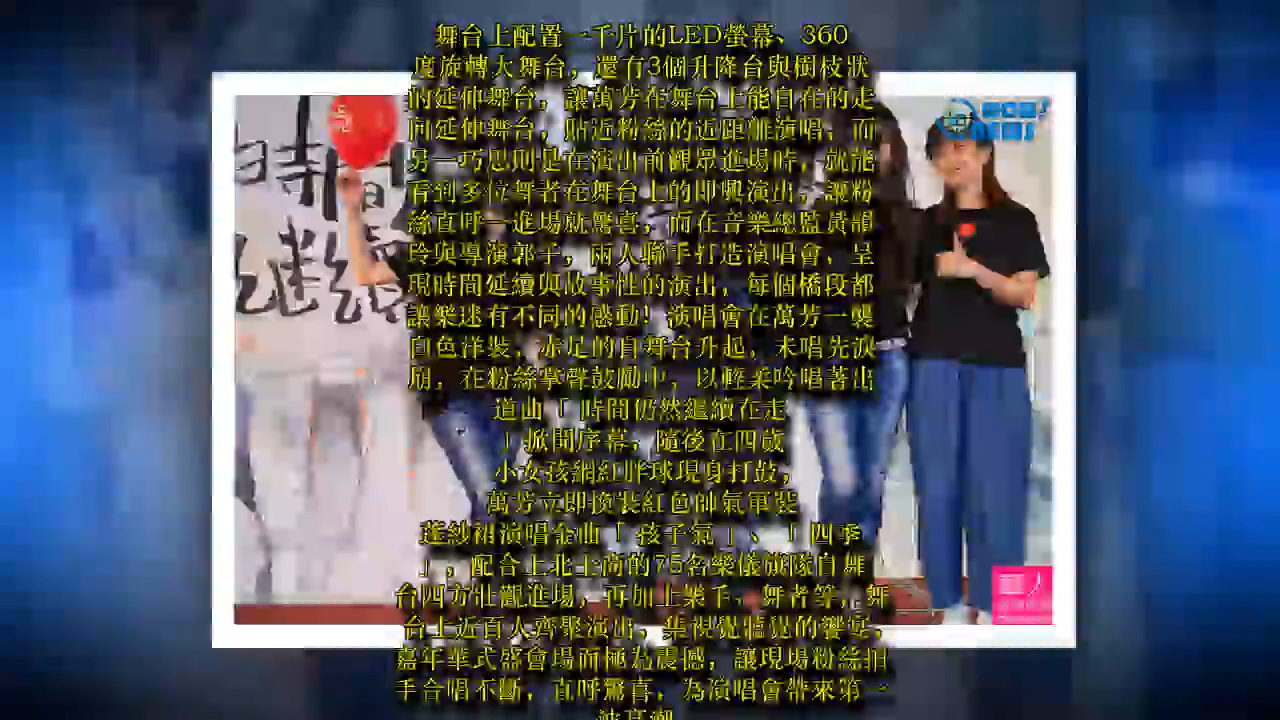 舞台上配置一千片的LED螢幕、360
度旋轉大舞台，還有3個升降台與樹枝狀
的延伸舞台，讓萬芳在舞台上能自在的走
向延伸舞台，貼近粉絲的近距離演唱，而
另一巧思則是在演出前觀眾進場時，就能
看到多位舞者在舞台上的即興演出，讓粉
絲直呼一進場就驚喜，而在音樂總監黃韻
玲與導演郭子，兩人聯手打造演唱會，呈
現時間延續與故事性的演出，每個橋段都
讓樂迷有不同的感動！演唱會在萬芳一襲
白色洋裝，赤足的自舞台升起，未唱先淚
崩，在粉絲掌聲鼓勵中，以輕柔吟唱著出
道曲「時間仍然繼續在走
」掀開序幕，隨後在四歲
小女孩網紅胖球現身打鼓，
萬芳立即換裝紅色帥氣軍裝
蓬紗裙演唱金曲「孩子氣」、「四季
」，配合上北士商的75名樂儀旗隊自舞
台四方壯觀進場，再加上樂手、舞者等，舞
台上近百人齊聚演出，集視覺聽覺的饗宴，
嘉年華式盛會場面極為震撼，讓現場粉絲拍
手合唱不斷，直呼驚喜，為演唱會帶來第一
波高潮
時間
繼續